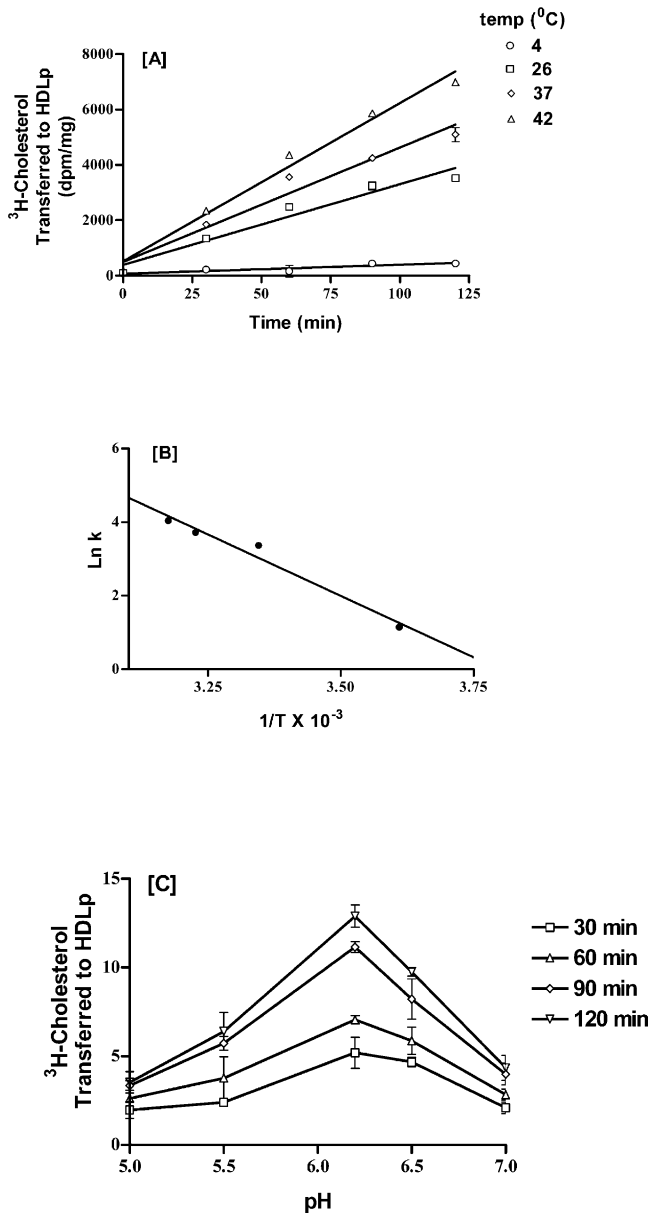 temp (⁰C)
4
26
37
42
[A]
³H-Cholesterol
Transferred to HDLp
(dpm/mg)
8000
6000
4000
2000
0
0 25 50 75 100 125
Time (min)
[B]
Ln k
6
4
2
0
3.25 3.50 3.75
1/T X 10⁻³
[C]
³H-Cholesterol
Transferred to HDLp
15
10
5
0
5.0 5.5 6.0 6.5 7.0
pH
30 min
60 min
90 min
120 min